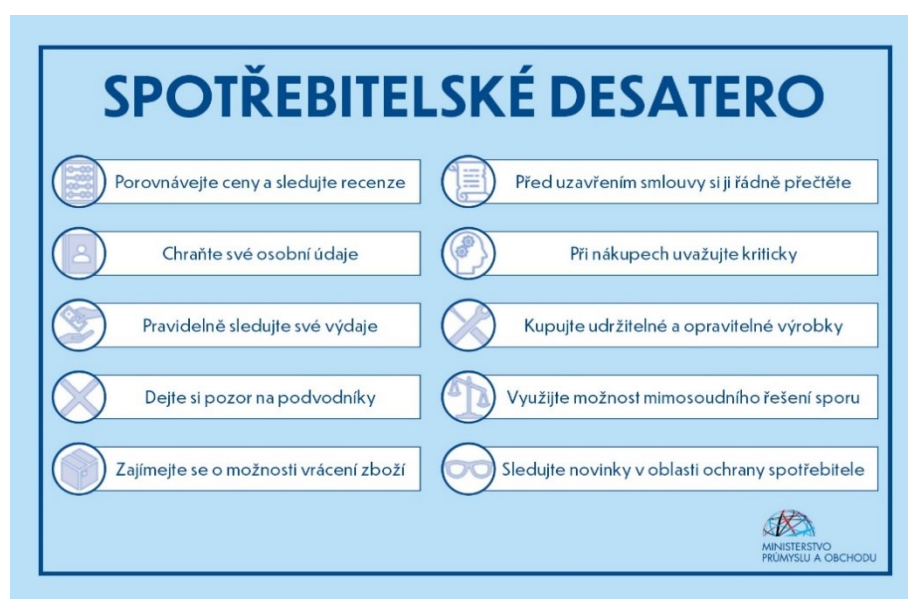 SPOTŘEBITELSKÉ DESATERO
Porovnávejte ceny a sledujte recenze
Chraňte své osobní údaje
Pravidelně sledujte své výdaje
Dejte si pozor na podvodníky
Zajímejte se o možnosti vrácení zboží
Před uzavřením smlouvy si ji řádně přečtěte
Při nákupech uvažujte kriticky
Kupujte udržitelné a opravitelné výrobky
Využijte možnost mimosoudního řešení sporu
Sledujte novinky v oblasti ochrany spotřebitele
MINISTERSTVO
PRŮMYSLU A OBCHODU